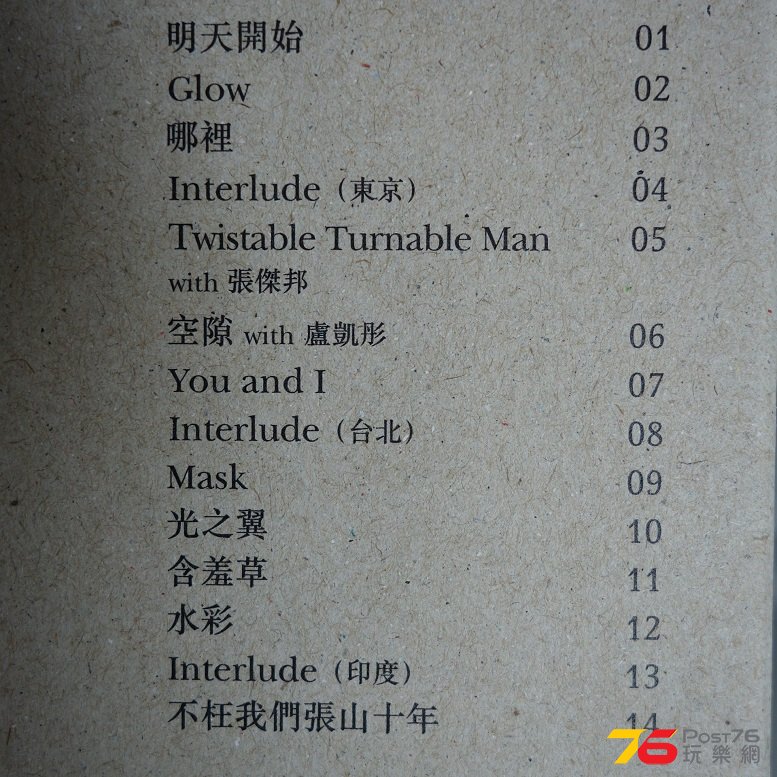 明天開始 01
Glow 02
哪裡 03
Interlude（東京） 04
Twistable Turnable Man 05
with 張傑邦
空隙 with 盧凱彤 06
You and I 07
Interlude（台北） 08
Mask 09
光之翼 10
含羞草 11
水彩 12
Interlude（印度） 13
不枉我們張山十年 14
76 Post76
玩樂網